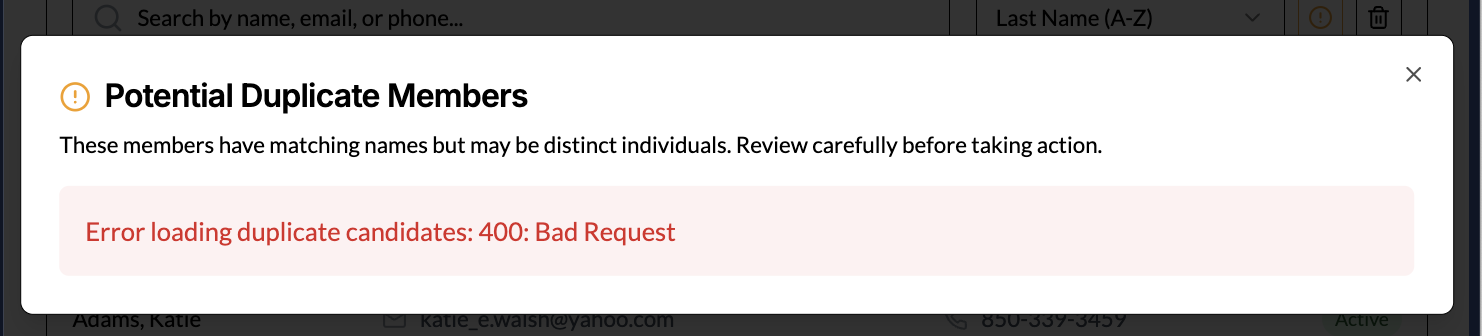 Search by name, email, or phone...
Last Name (A-Z)
Potential Duplicate Members
These members have matching names but may be distinct individuals. Review carefully before taking action.
Error loading duplicate candidates: 400: Bad Request
Adams, Katie
katie_e.walsh@yahoo.com
850-339-3459
Active